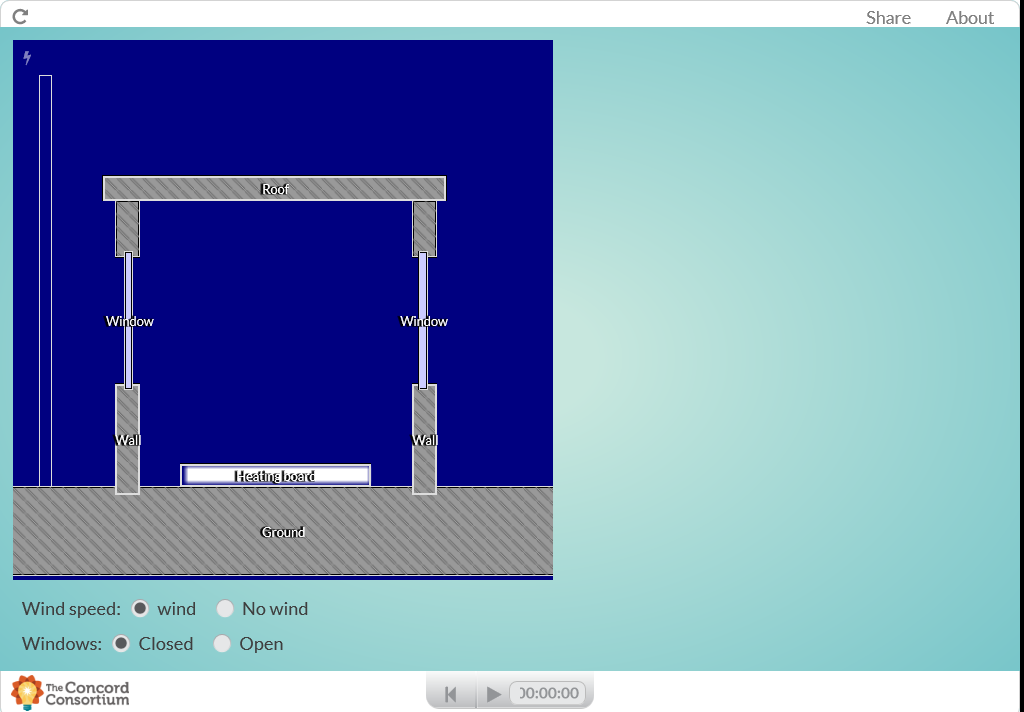 Share About
Roof
Window Window
Wall Wall
Heating board
Ground
Wind speed: wind No wind
Windows: Closed Open
The Concord
Consortium
00:00:00